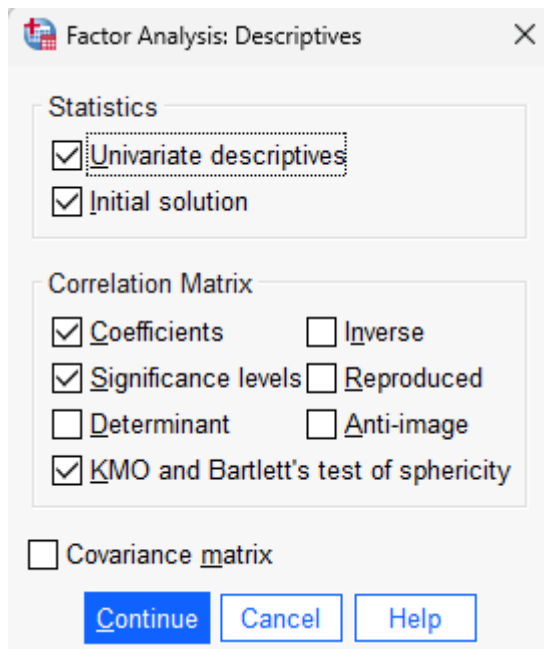 Factor Analysis: Descriptives
Statistics
Univariate descriptives
Initial solution
Correlation Matrix
Coefficients Inverse
Significance levels Reproduced
Determinant Anti-image
KMO and Bartlett's test of sphericity
Covariance matrix
Continue Cancel Help